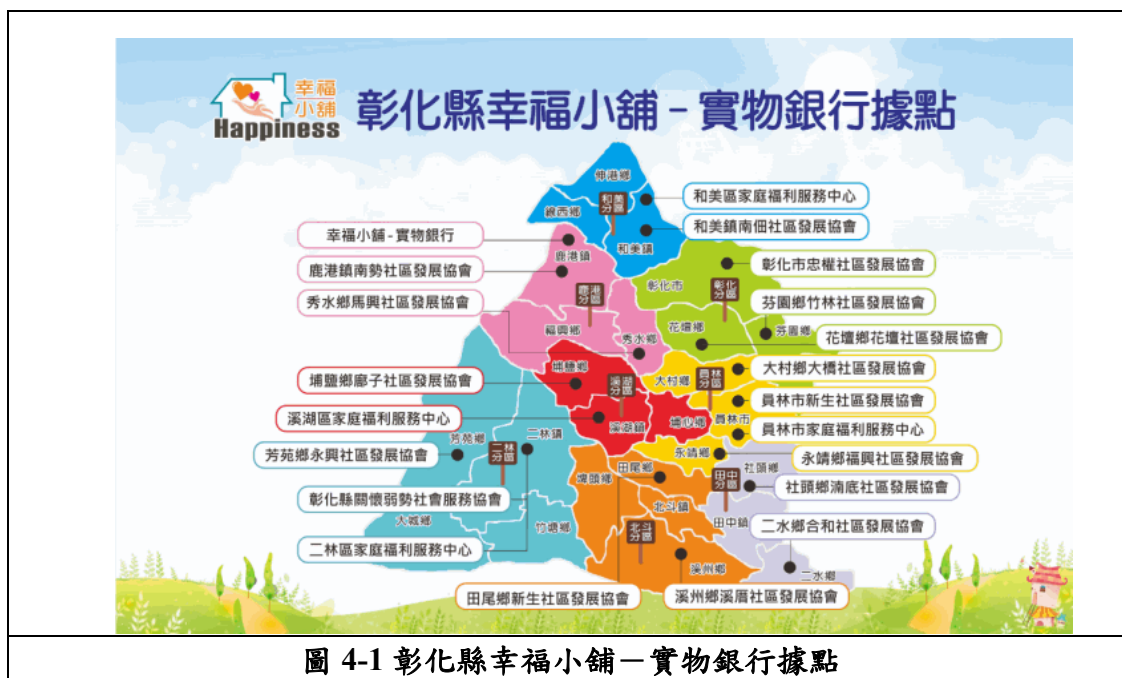 幸福
小舖
Happiness
彰化縣幸福小舖-實物銀行據點
幸福小舖-實物銀行
鹿港鎮南勢社區發展協會
秀水鄉馬興社區發展協會
埔鹽鄉廍子社區發展協會
溪湖區家庭福利服務中心
芳苑鄉永興社區發展協會
彰化縣關懷弱勢社會服務協會
二林區家庭福利服務中心
田尾鄉新生社區發展協會
伸港鄉
線西鄉
和美
分區
和美鎮
鹿港鎮
鹿港
分區
福興鄉
秀水鄉
彰化市
彰化
分區
花壇鄉
芬園鄉
埔鹽鄉
溪湖
分區
溪湖鎮
埔心鄉
大村鄉
員林
分區
員林市
永靖鄉
芳苑鄉
二林
分區
二林鎮
大城鄉
竹塘鄉
埤頭鄉
田尾鄉
北斗鎮
北斗
分區
溪州鄉
田中
分區
社頭鄉
田中鎮
二水鄉
和美區家庭福利服務中心
和美鎮南佃社區發展協會
彰化市忠權社區發展協會
芬園鄉竹林社區發展協會
花壇鄉花壇社區發展協會
大村鄉大橋社區發展協會
員林市新生社區發展協會
員林市家庭福利服務中心
永靖鄉福興社區發展協會
社頭鄉湳底社區發展協會
二水鄉合和社區發展協會
溪州鄉溪厝社區發展協會
圖 4-1 彰化縣幸福小舖－實物銀行據點